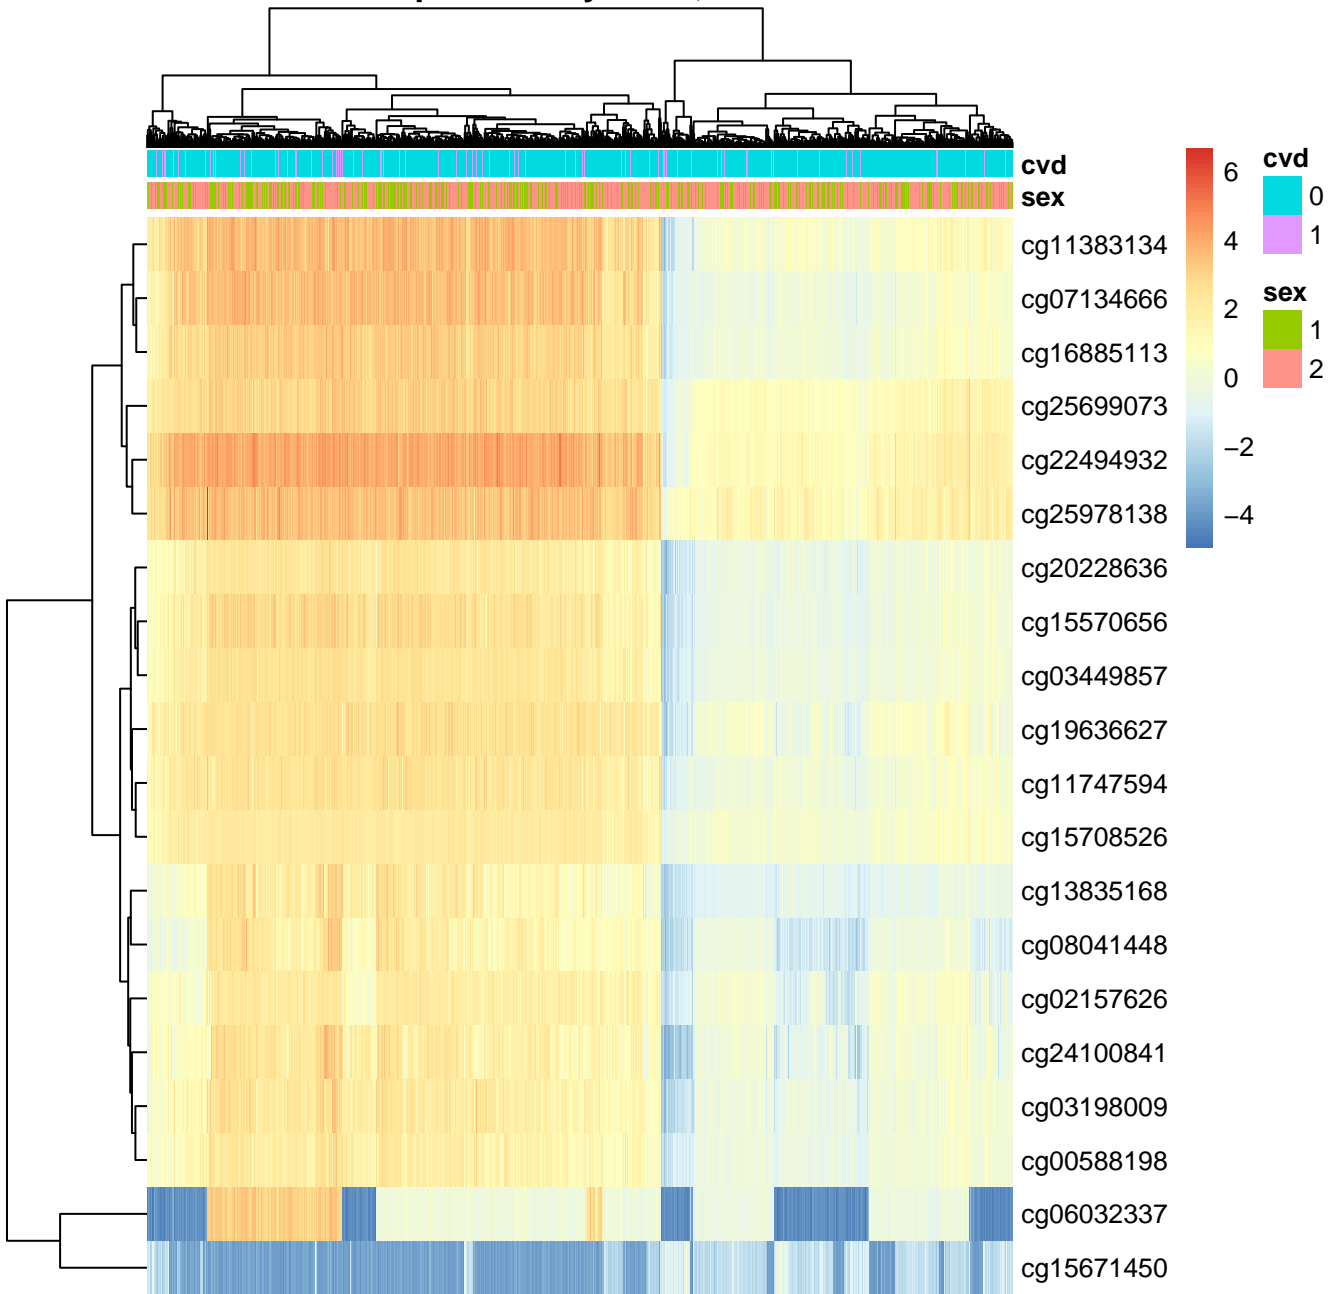 cvd
sex
cg11383134
cg07134666
cg16885113
cg25699073
cg22494932
cg25978138
cg20228636
cg15570656
cg03449857
cg19636627
cg11747594
cg15708526
cg13835168
cg08041448
cg02157626
cg24100841
cg03198009
cg00588198
cg06032337
cg15671450
6
4
2
0
−2
−4
cvd
0
1
sex
1
2